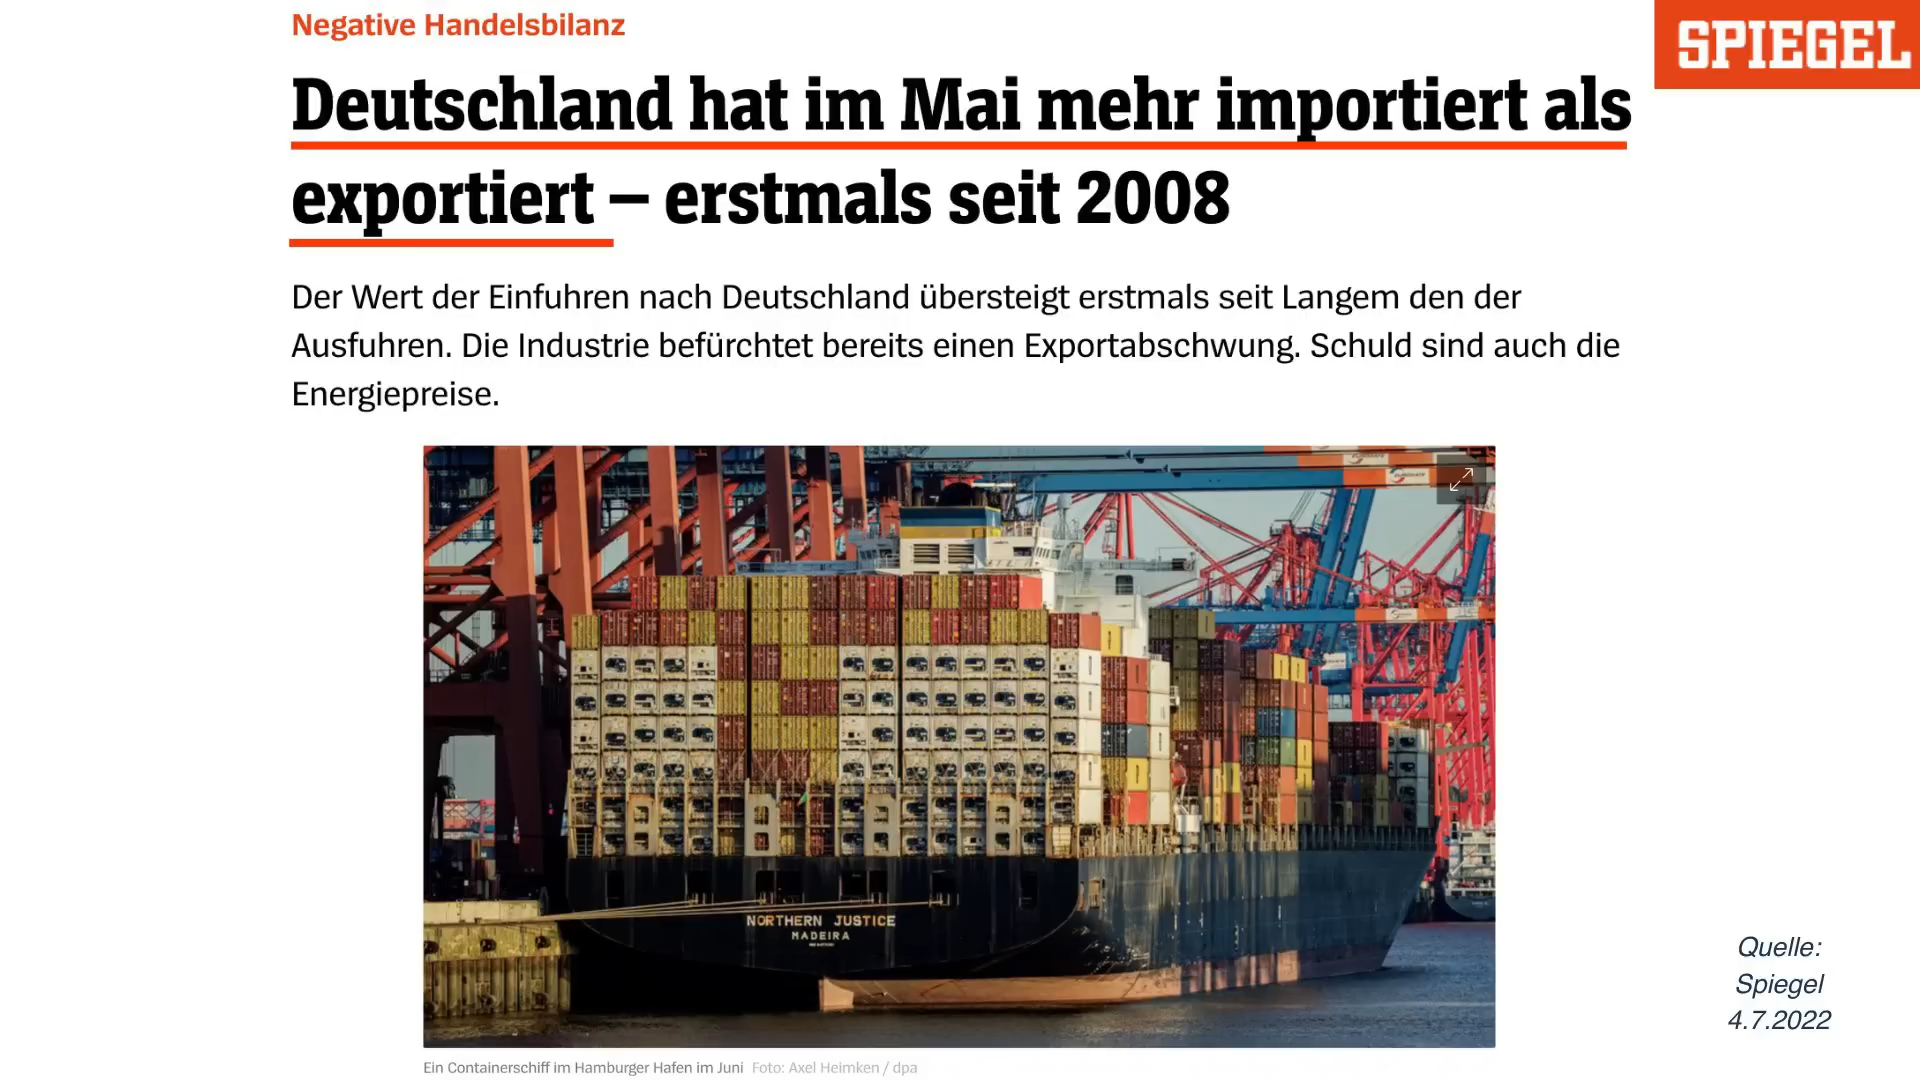 Negative Handelsbilanz
SPIEGEL
Deutschland hat im Mai mehr importiert als
exportiert – erstmals seit 2008
Der Wert der Einfuhren nach Deutschland übersteigt erstmals seit Langem den der
Ausfuhren. Die Industrie befürchtet bereits einen Exportabschwung. Schuld sind auch die
Energiepreise.
NORTHERN JUSTICE
MADEIRA
Quelle:
Spiegel
4.7.2022
Ein Containerschiff im Hamburger Hafen im Juni Foto: Axel Heimken / dpa